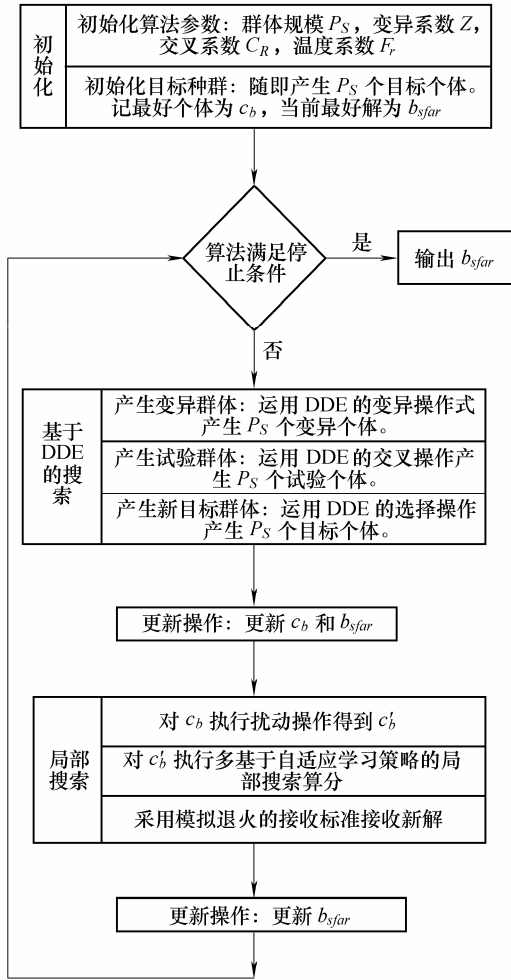 初始化
初始化算法参数：群体规模 P_S，变异系数 Z，
交叉系数 C_R，温度系数 F_r
初始化目标种群：随即产生 P_S 个目标个体。
记最好个体为 c_b，当前最好解为 b_sfar
算法满足停
止条件
是
输出 b_sfar
否
基于
DDE
的搜
索
产生变异群体：运用 DDE 的变异操作式
产生 P_S 个变异个体。
产生试验群体：运用 DDE 的交叉操作产
生 P_S 个试验个体。
产生新目标群体：运用 DDE 的选择操作
产生 P_S 个目标个体。
更新操作：更新 c_b 和 b_sfar
局部
搜索
对 c_b 执行扰动操作得到 c′_b
对 c′_b 执行多基于自适应学习策略的局
部搜索算分
采用模拟退火的接收标准接收新解
更新操作：更新 b_sfar